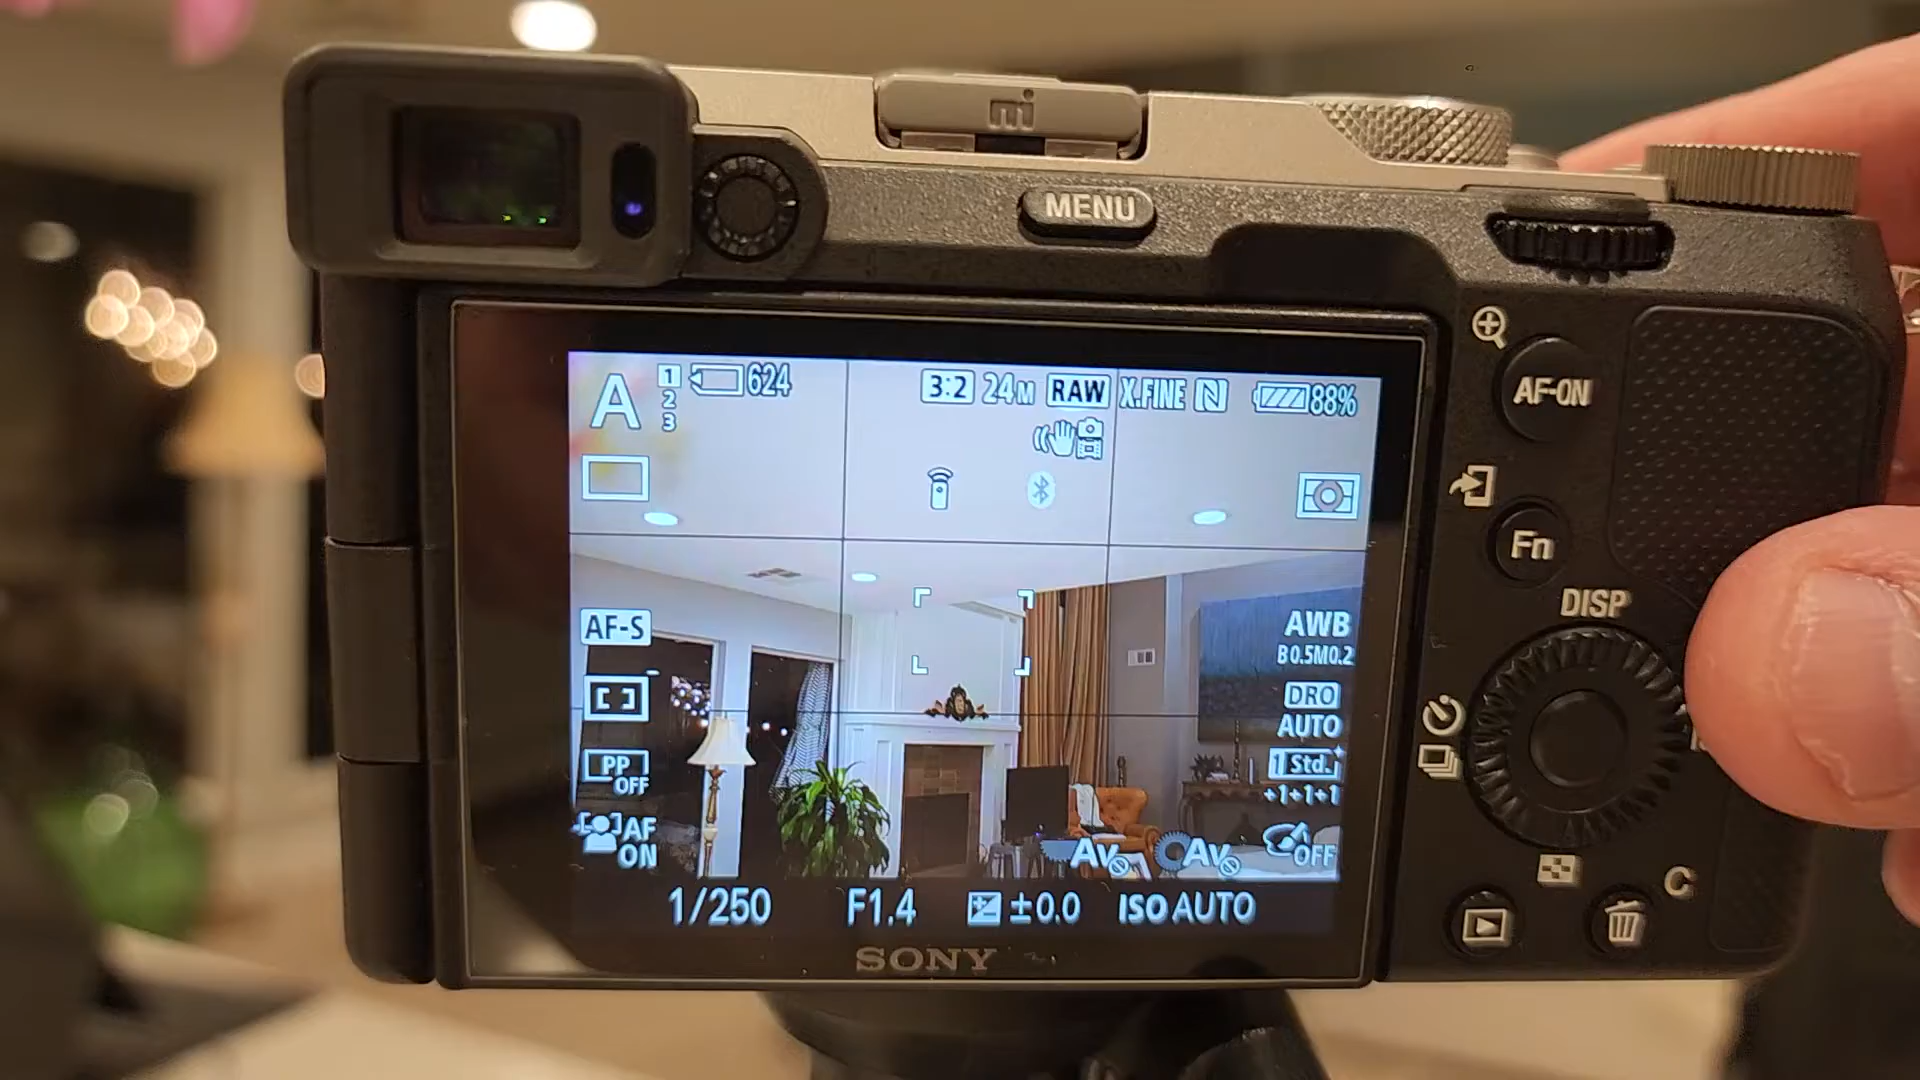 mi
MENU
A
1
2
3
624
3:2 24M RAW X.FINE N 88%
AF-ON
Fn
DISP
AF-S
AWB
B0.5M0.2
DRO
AUTO
PP
OFF
1 Std.
+1+1+1
AF
ON
Av
Av
OFF
C
1/250 F1.4 ±0.0 ISO AUTO
SONY